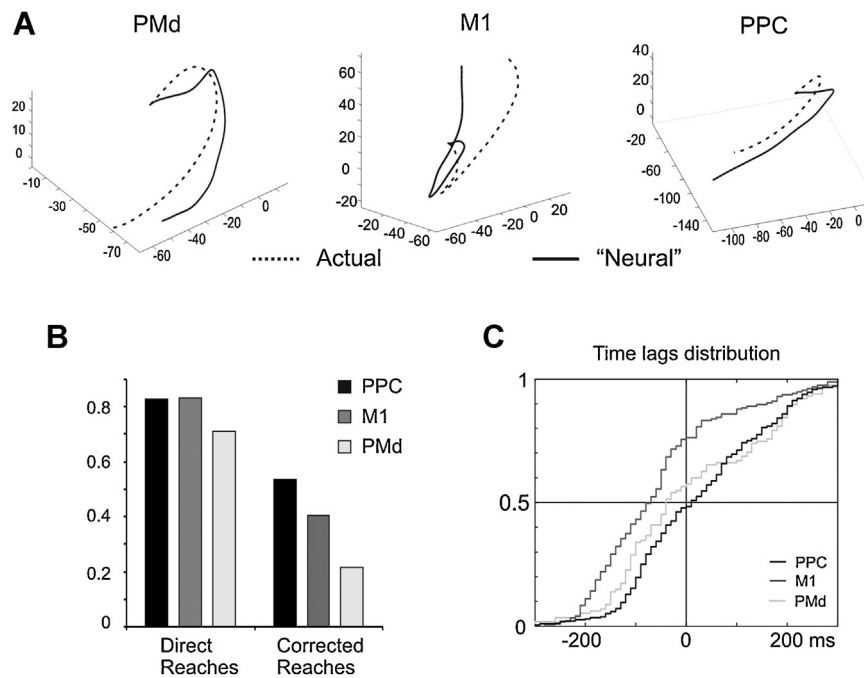 A
PMd
M1
PPC
20
10
0
-10
-30
-50
-70
-60
-40
-20
0
60
40
20
0
-20
-20
-40
-60
-60
-40
-20
0
20
40
20
0
-20
-60
-100
-140
-100
-80
-60
-40
-20
0
Actual
“Neural”
B
0.8
0.6
0.4
0.2
0
PPC
M1
PMd
Direct Reaches
Corrected Reaches
C
Time lags distribution
1
0.5
0
-200
0
200 ms
PPC
M1
PMd